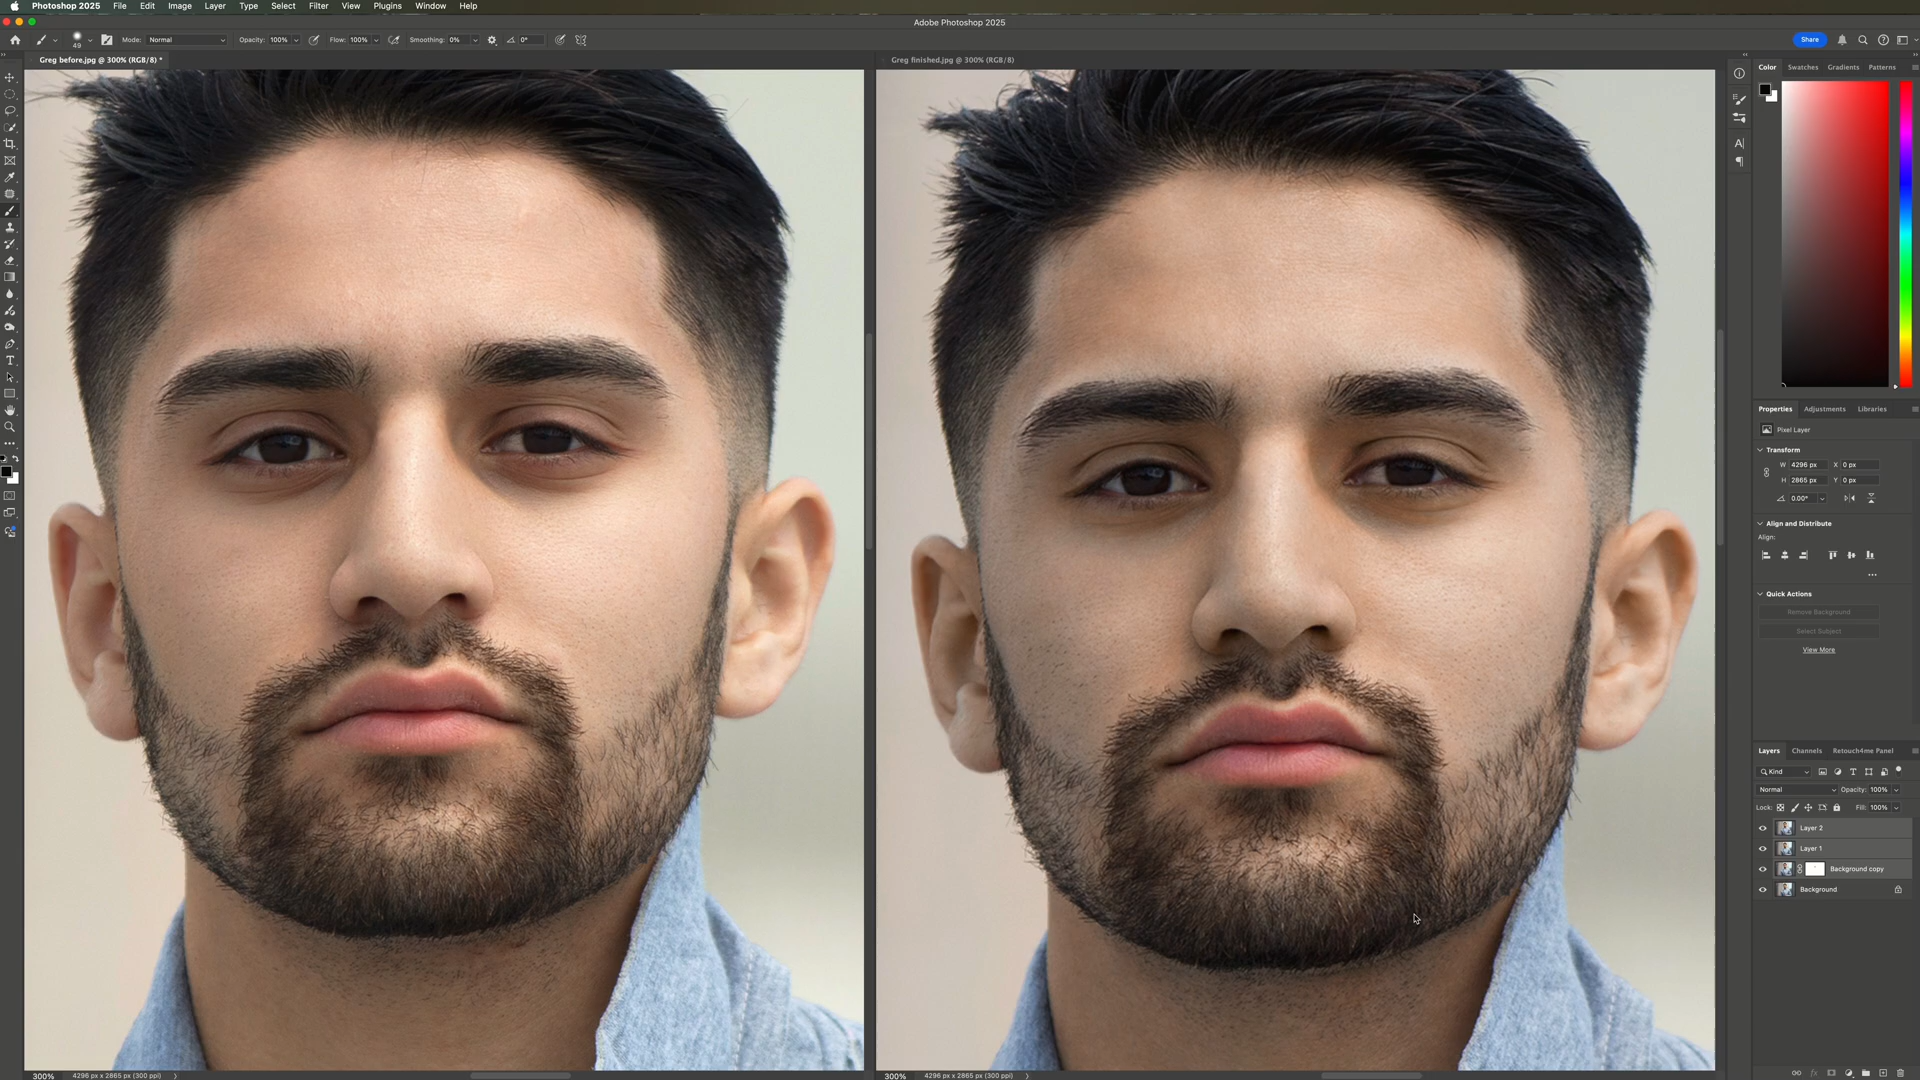 Photoshop 2025 File Edit Image Layer Type Select Filter View Plugins Window Help
Adobe Photoshop 2025
49 Mode: Normal Opacity: 100% Flow: 100% Smoothing: 0% 0° Share
Greg before.jpg @ 300% (RGB/8) *
Greg finished.jpg @ 300% (RGB/8)
Color Swatches Gradients Patterns
Properties Adjustments Libraries
Pixel Layer
Transform
W 4296 px X 0 px
H 2865 px Y 0 px
0.00°
Align and Distribute
Align:
Quick Actions
Remove Background
Select Subject
View More
Layers Channels Retouch4me Panel
Kind
Normal Opacity: 100%
Lock: Fill: 100%
Layer 2
Layer 1
Background copy
Background
300% 4296 px x 2865 px (300 ppi)
300% 4296 px x 2865 px (300 ppi)